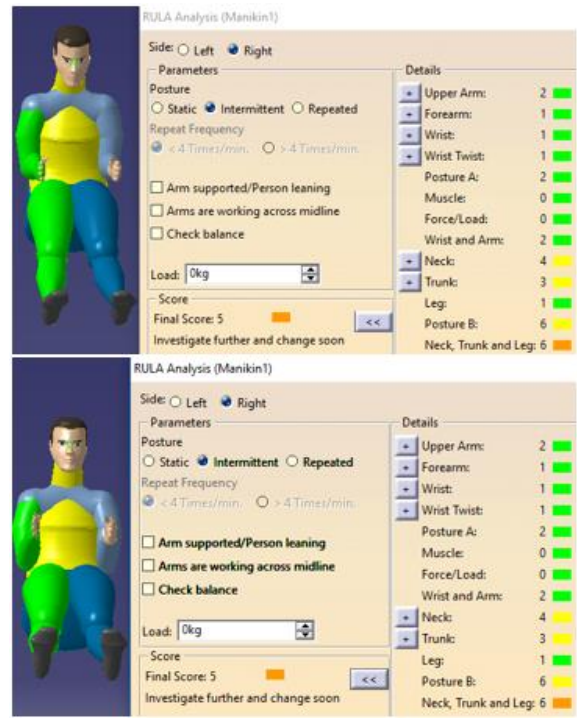 RULA Analysis (Manikin1)
Side: Left Right
Parameters
Posture
Static Intermittent Repeated
Repeat Frequency
< 4 Times/min. > 4 Times/min.
Arm supported/Person leaning
Arms are working across midline
Check balance
Load: 0kg
Score
Final Score: 5 <<
Investigate further and change soon
Details
+ Upper Arm: 2
+ Forearm: 1
+ Wrist: 1
+ Wrist Twist: 1
Posture A: 2
Muscle: 0
Force/Load: 0
Wrist and Arm: 2
+ Neck: 4
+ Trunk: 3
Leg: 1
Posture B: 6
Neck, Trunk and Leg: 6
RULA Analysis (Manikin1)
Side: Left Right
Parameters
Posture
Static Intermittent Repeated
Repeat Frequency
< 4 Times/min. > 4 Times/min.
Arm supported/Person leaning
Arms are working across midline
Check balance
Load: 0kg
Score
Final Score: 5 <<
Investigate further and change soon
Details
+ Upper Arm: 2
+ Forearm: 1
+ Wrist: 1
+ Wrist Twist: 1
Posture A: 2
Muscle: 0
Force/Load: 0
Wrist and Arm: 2
+ Neck: 4
+ Trunk: 3
Leg: 1
Posture B: 6
Neck, Trunk and Leg: 6